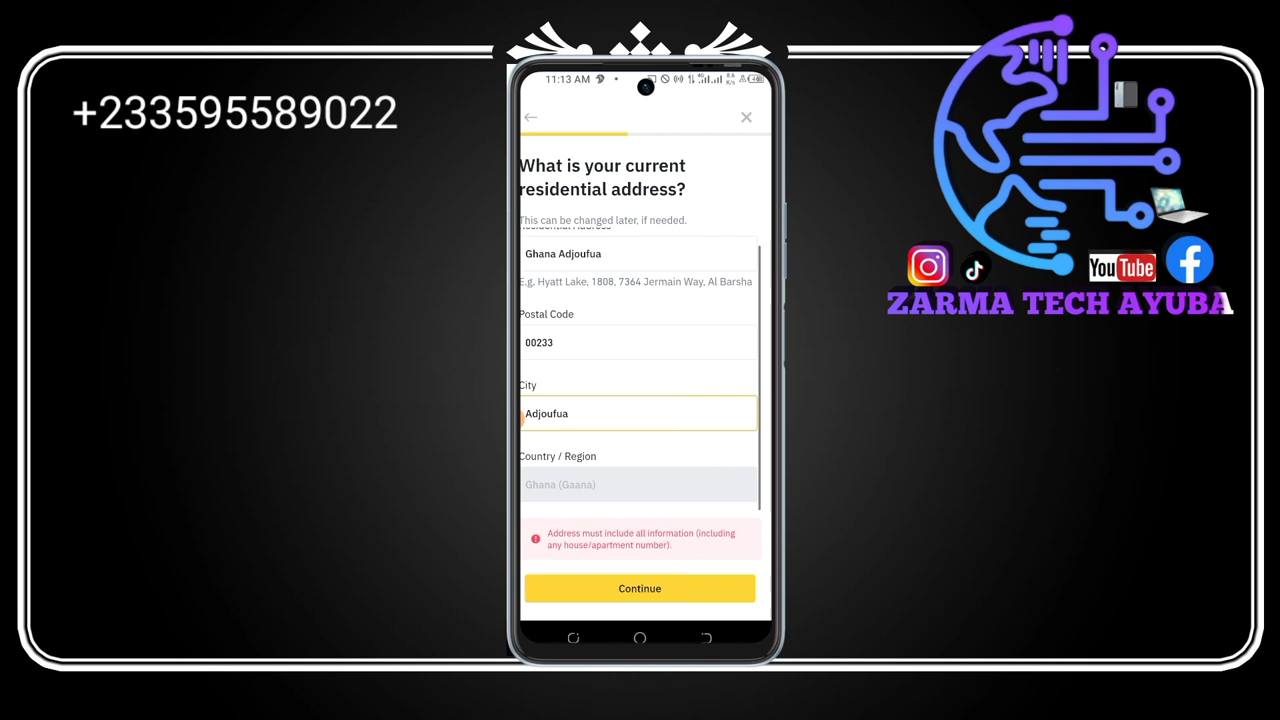 +233595589022
11:13 AM
What is your current
residential address?
This can be changed later, if needed.
Residential Address
Ghana Adjoufua
E.g. Hyatt Lake, 1808, 7364 Jermain Way, Al Barsha
Postal Code
00233
City
Adjoufua
Country / Region
Ghana (Gaana)
Address must include all information (including
any house/apartment number).
Continue
YouTube
ZARMA TECH AYUBA